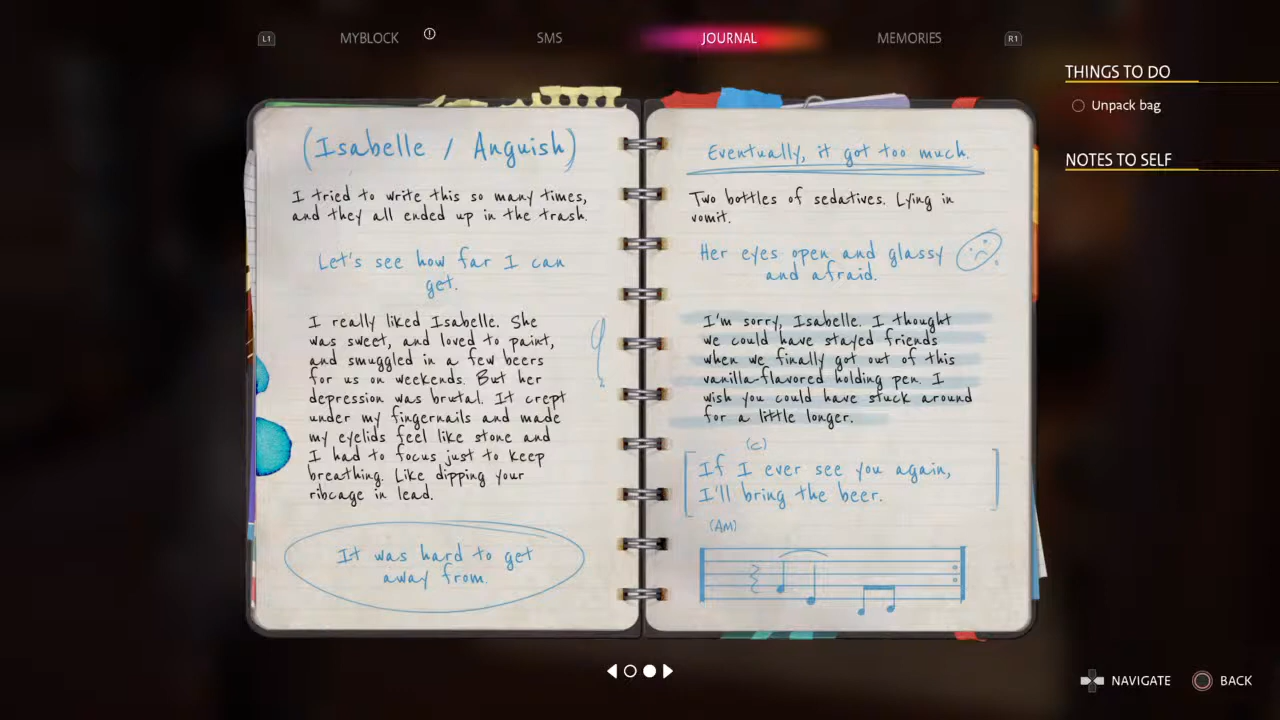 L1
MYBLOCK
SMS
JOURNAL
MEMORIES
R1
THINGS TO DO
Unpack bag
NOTES TO SELF
(Isabelle / Anguish)
I tried to write this so many times,
and they all ended up in the trash.
Let's see how far I can
get.
I really liked Isabelle. She
was sweet, and loved to paint,
and smuggled in a few beers
for us on weekends. But her
depression was brutal. It crept
under my fingernails and made
my eyelids feel like stone and
I had to focus just to keep
breathing. Like dipping your
ribcage in lead.
It was hard to get
away from.
Eventually, it got too much.
Two bottles of sedatives. Lying in
vomit.
Her eyes open and glassy
and afraid.
I'm sorry, Isabelle. I thought
we could have stayed friends
when we finally got out of this
vanilla-flavored holding pen. I
wish you could have stuck around
for a little longer.
(C)
If I ever see you again,
I'll bring the beer.
(AM)
NAVIGATE
BACK